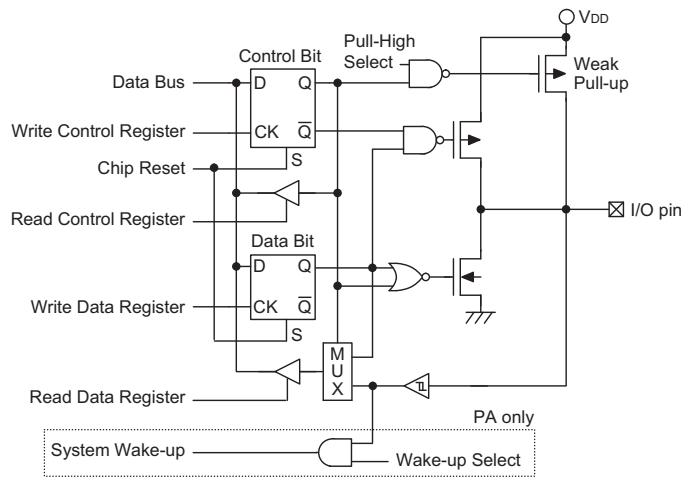 VDD
Control Bit
Pull-High
Select
Weak
Pull-up
Data Bus
D
Q
Write Control Register
CK
Q
S
Chip Reset
I/O pin
Read Control Register
Data Bit
D
Q
Write Data Register
CK
Q
S
M
U
X
Read Data Register
PA only
System Wake-up
Wake-up Select